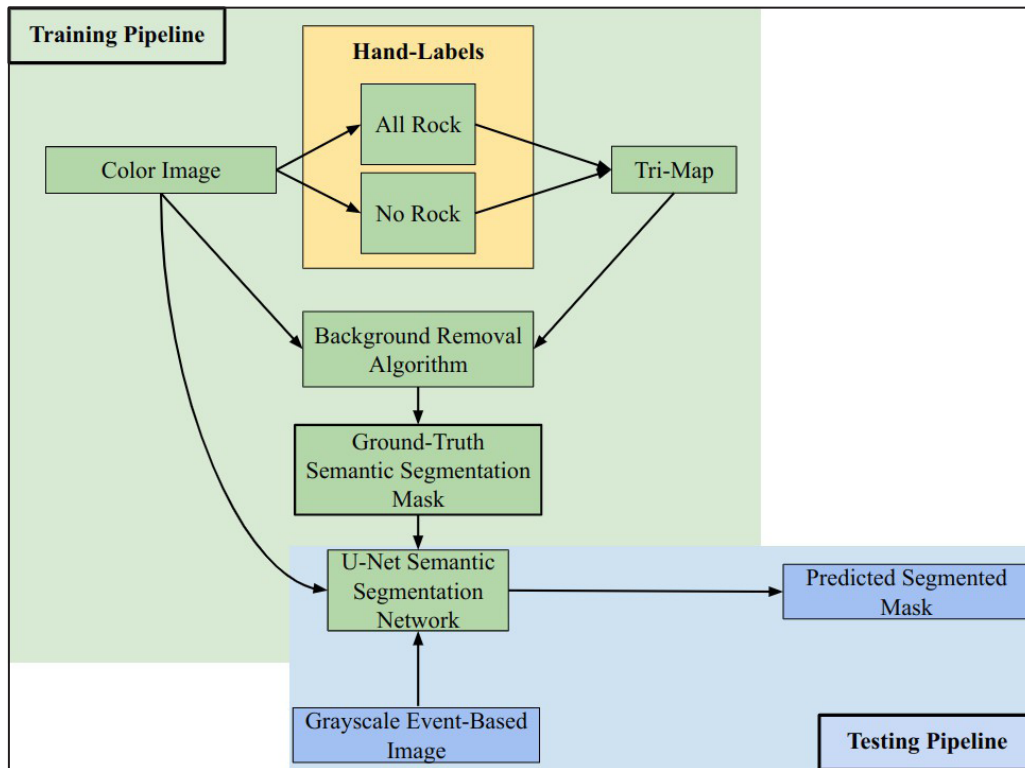 Training Pipeline
Hand-Labels
All Rock
Color Image
Tri-Map
No Rock
Background Removal
Algorithm
Ground-Truth
Semantic Segmentation
Mask
U-Net Semantic
Segmentation
Network
Predicted Segmented
Mask
Grayscale Event-Based
Image
Testing Pipeline